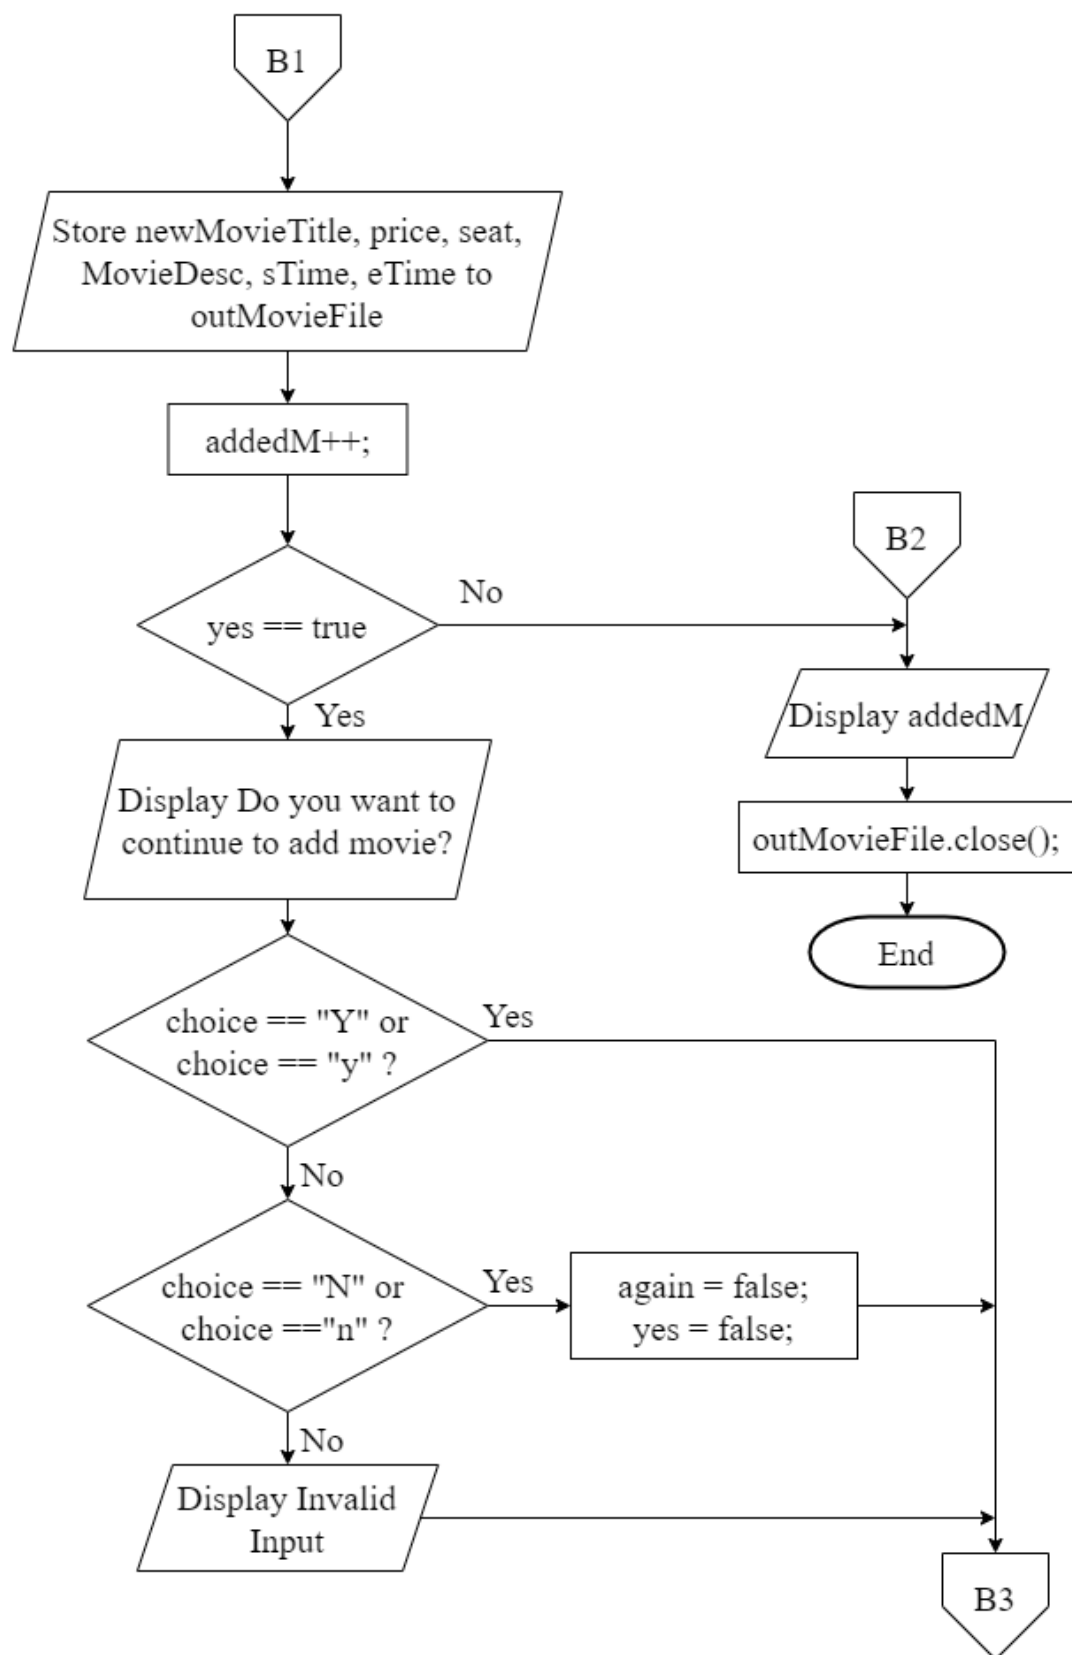 B1
Store newMovieTitle, price, seat,
MovieDesc, sTime, eTime to
outMovieFile
addedM++;
yes == true
No
Yes
B2
Display addedM
outMovieFile.close();
End
Display Do you want to
continue to add movie?
choice == "Y" or
choice == "y" ?
Yes
No
choice == "N" or
choice =="n" ?
Yes
again = false;
yes = false;
No
Display Invalid
Input
B3